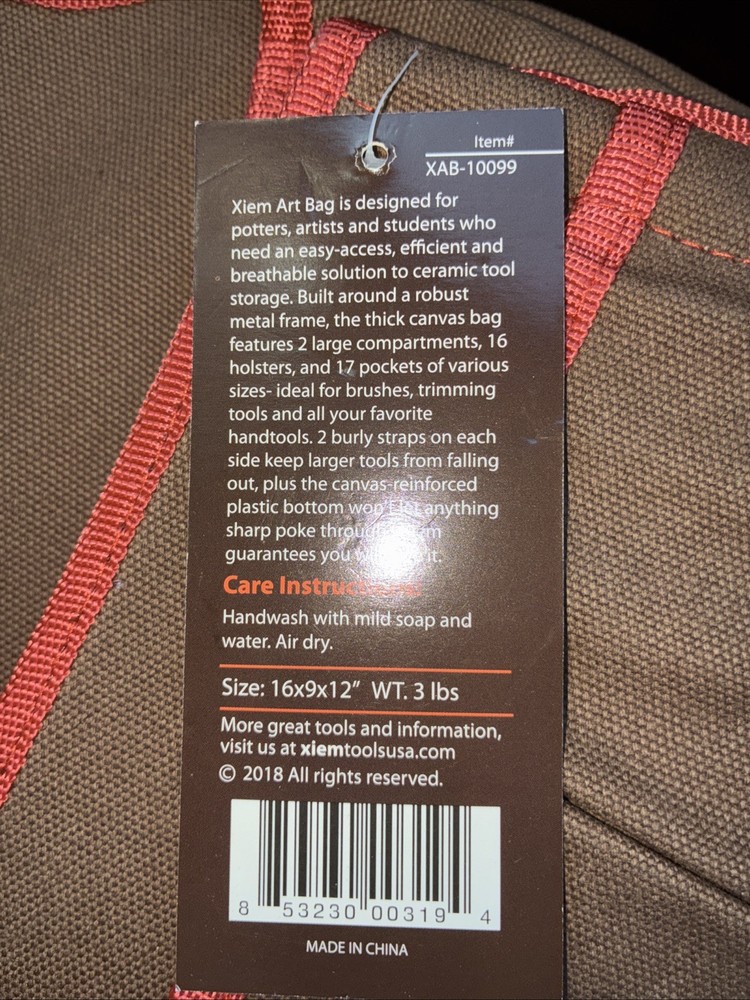 Item#
XAB-10099
Xiem Art Bag is designed for
potters, artists and students who
need an easy-access, efficient and
breathable solution to ceramic tool
storage. Built around a robust
metal frame, the thick canvas bag
features 2 large compartments, 16
holsters, and 17 pockets of various
sizes- ideal for brushes, trimming
tools and all your favorite
handtools. 2 burly straps on each
side keep larger tools from falling
out, plus the canvas-reinforced
plastic bottom won't let anything
sharp poke through.
guarantees you it.
Care Instructions:
Handwash with mild soap and
water. Air dry.
Size: 16x9x12” WT. 3 lbs
More great tools and information,
visit us at xiemtoolsusa.com
© 2018 All rights reserved.
8 53230 00319 4
MADE IN CHINA